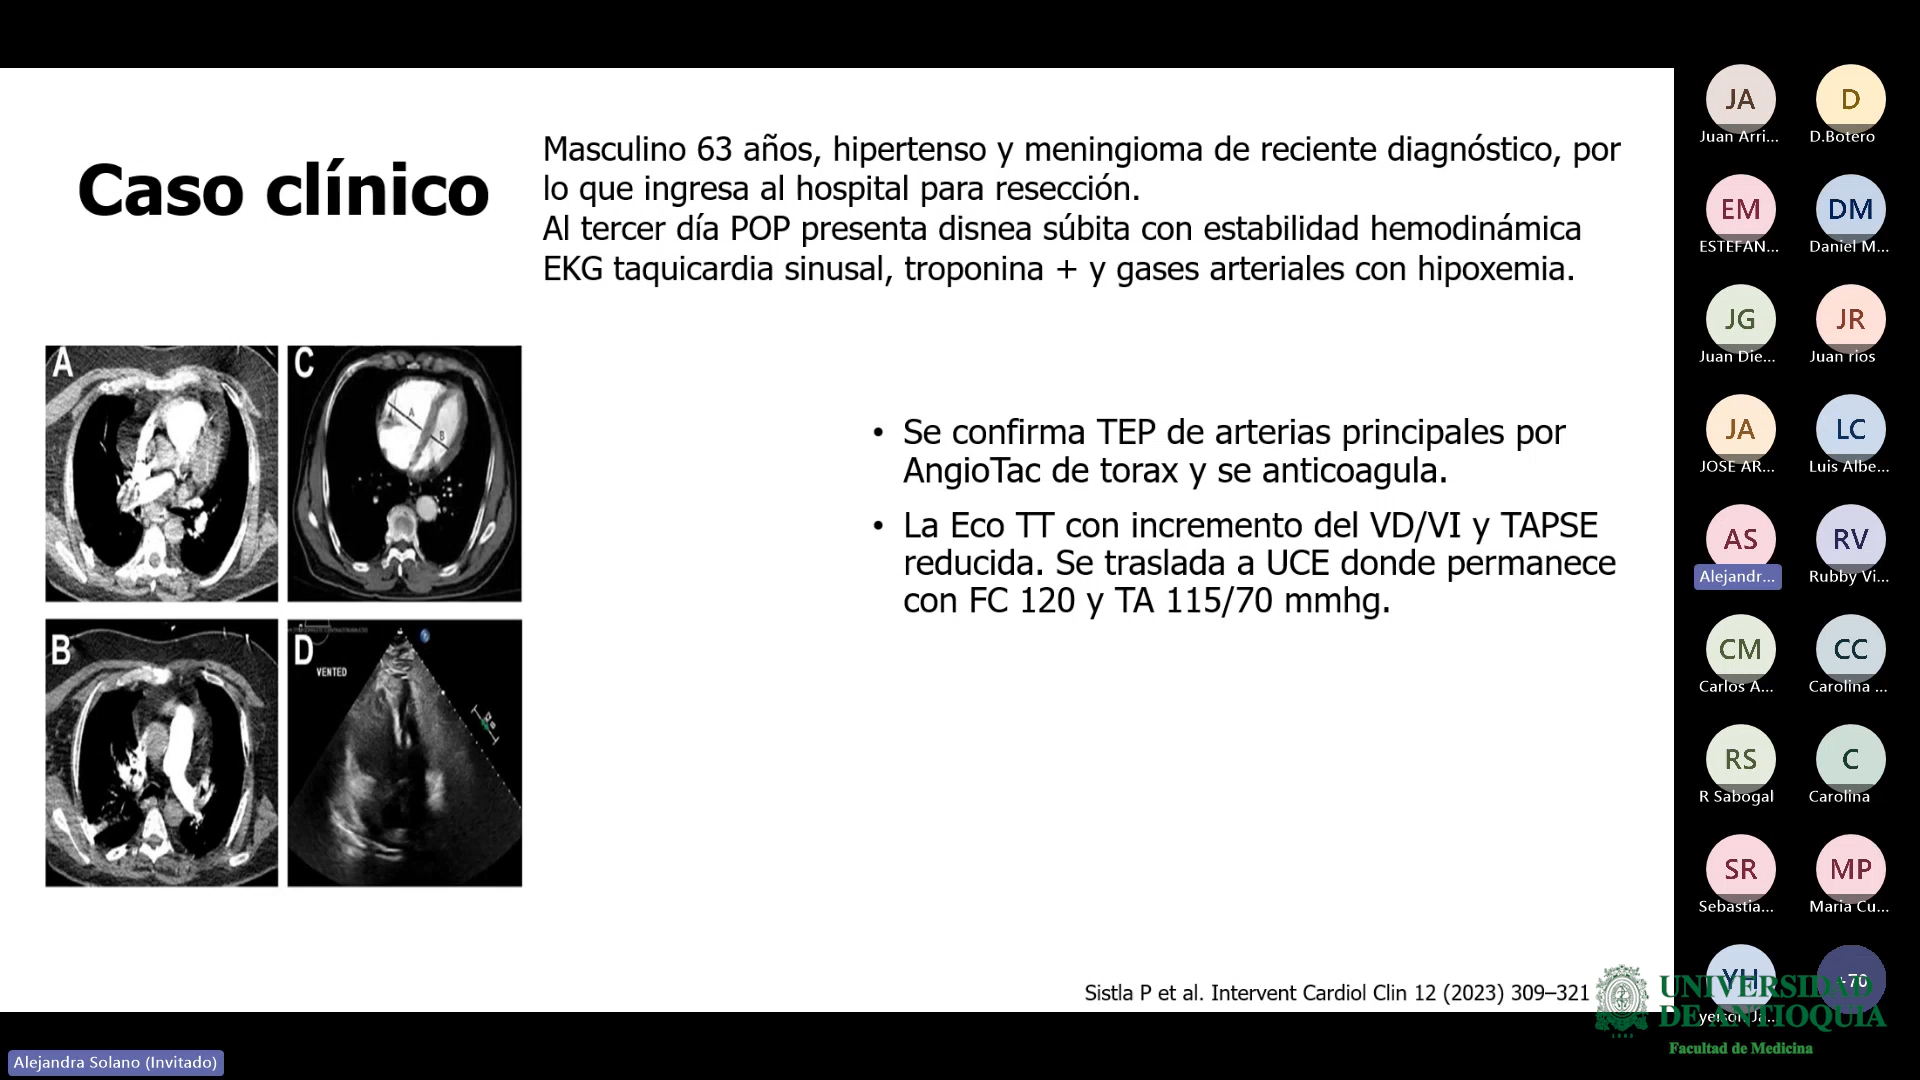 Caso clínico
Masculino 63 años, hipertenso y meningioma de reciente diagnóstico, por
lo que ingresa al hospital para resección.
Al tercer día POP presenta disnea súbita con estabilidad hemodinámica
EKG taquicardia sinusal, troponina + y gases arteriales con hipoxemia.
A
C
A
B
B
D
VENTED
• Se confirma TEP de arterias principales por
AngioTac de torax y se anticoagula.
• La Eco TT con incremento del VD/VI y TAPSE
reducida. Se traslada a UCE donde permanece
con FC 120 y TA 115/70 mmhg.
Sistla P et al. Intervent Cardiol Clin 12 (2023) 309–321
JA
Juan Arri...
D
D.Botero
EM
ESTEFAN...
DM
Daniel M...
JG
Juan Die...
JR
Juan rios
JA
JOSE AR...
LC
Luis Albe...
AS
Alejandr...
RV
Rubby Vi...
CM
Carlos A...
CC
Carolina ...
RS
R Sabogal
C
Carolina
SR
Sebastia...
MP
Maria Cu...
YH
+70
UNIVERSIDAD
DE ANTIOQUIA
1803
Facultad de Medicina
Alejandra Solano (Invitado)